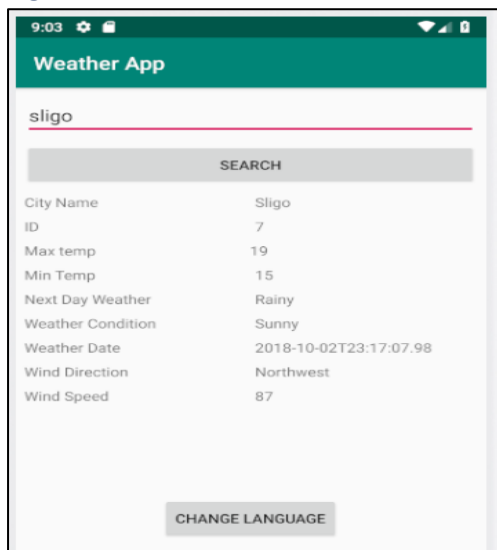 9:03
Weather App
sligo
SEARCH
City Name Sligo
ID 7
Max temp 19
Min Temp 15
Next Day Weather Rainy
Weather Condition Sunny
Weather Date 2018-10-02T23:17:07.98
Wind Direction Northwest
Wind Speed 87
CHANGE LANGUAGE